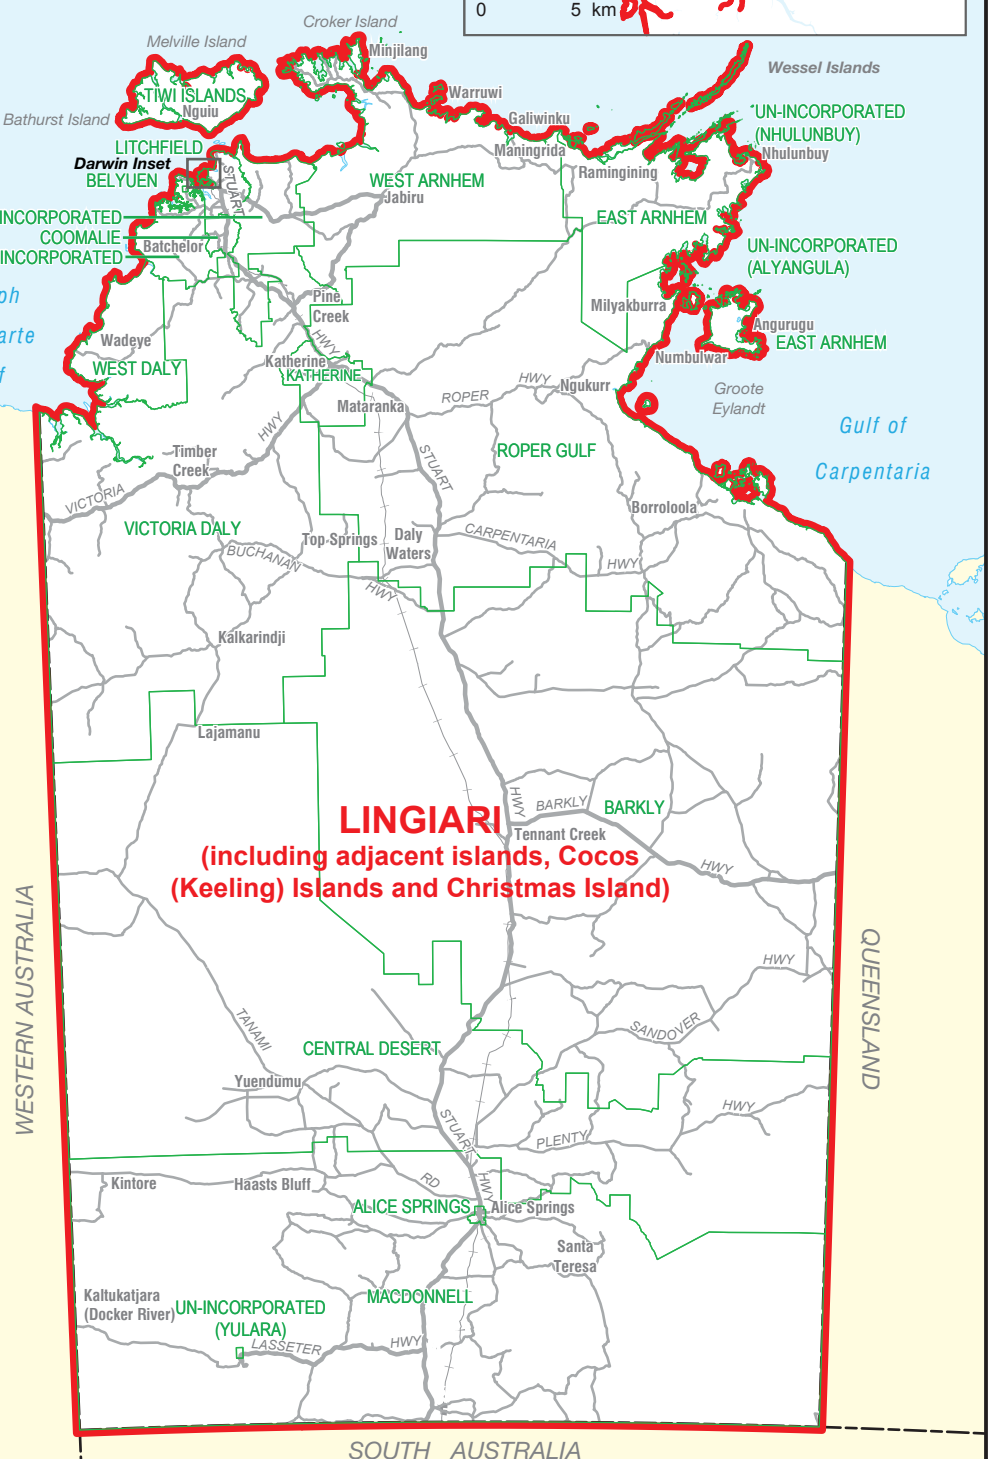 0 5 km
Croker Island
Melville Island
Minjilang
Wessel Islands
TIWI ISLANDS
Warruwi
Nguiu
UN-INCORPORATED
(NHULUNBUY)
Bathurst Island
Galiwinku
LITCHFIELD
Maningrida
Nhulunbuy
Darwin Inset
Ramingining
BELYUEN
STUART
WEST ARNHEM
Jabiru
INCORPORATED
EAST ARNHEM
COOMALIE
Batchelor
UN-INCORPORATED
(ALYANGULA)
INCORPORATED
ph
Pine
Creek
Milyakburra
Angurugu
arte
HWY
Wadeye
EAST ARNHEM
Numbulwar
Katherine
WEST DALY
KATHERINE
f
HWY
Ngukurr
Groote
Eylandt
ROPER
Mataranka
HWY
Gulf of
Carpentaria
Timber
Creek
STUART
ROPER GULF
VICTORIA
Borroloola
VICTORIA DALY
Top Springs
Daly
Waters
CARPENTARIA
BUCHANAN
HWY
HWY
Kalkarindji
Lajamanu
HWY
BARKLY
BARKLY
LINGIARI
Tennant Creek
(including adjacent islands, Cocos
(Keeling) Islands and Christmas Island)
HWY
WESTERN AUSTRALIA
QUEENSLAND
HWY
TANAMI
SANDOVER
CENTRAL DESERT
Yuendumu
HWY
STUART
PLENTY
Kintore
Haasts Bluff
RD
HWY
ALICE SPRINGS
Alice Springs
Santa
Teresa
Kaltukatjara
(Docker River)
MACDONNELL
UN-INCORPORATED
(YULARA)
LASSETER
HWY
SOUTH AUSTRALIA